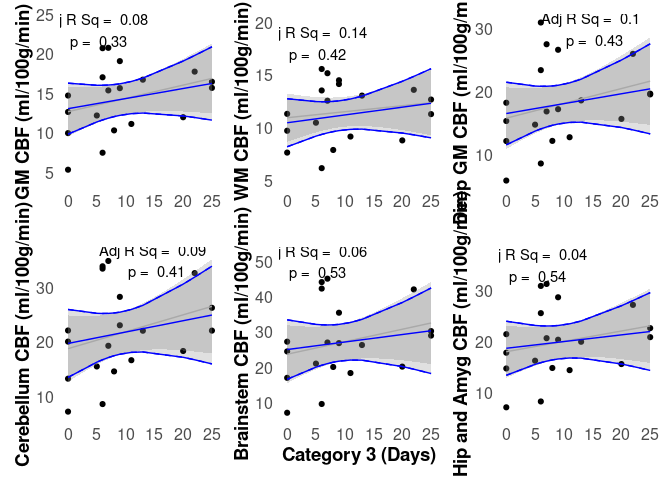 GM CBF (ml/100g/min)
25
20
15
10
5
j R Sq = 0.08
p = 0.33
0 5 10 15 20 25
WM CBF (ml/100g/min)
20
15
10
5
j R Sq = 0.14
p = 0.42
0 5 10 15 20 25
Deep GM CBF (ml/100g/m
30
20
10
Adj R Sq = 0.1
p = 0.43
0 5 10 15 20 25
Cerebellum CBF (ml/100g/min)
30
20
10
Adj R Sq = 0.09
p = 0.41
0 5 10 15 20 25
Brainstem CBF (ml/100g/min)
50
40
30
20
10
j R Sq = 0.06
p = 0.53
0 5 10 15 20 25
Category 3 (Days)
Hip and Amyg CBF (ml/100g/min)
30
20
10
j R Sq = 0.04
p = 0.54
0 5 10 15 20 25